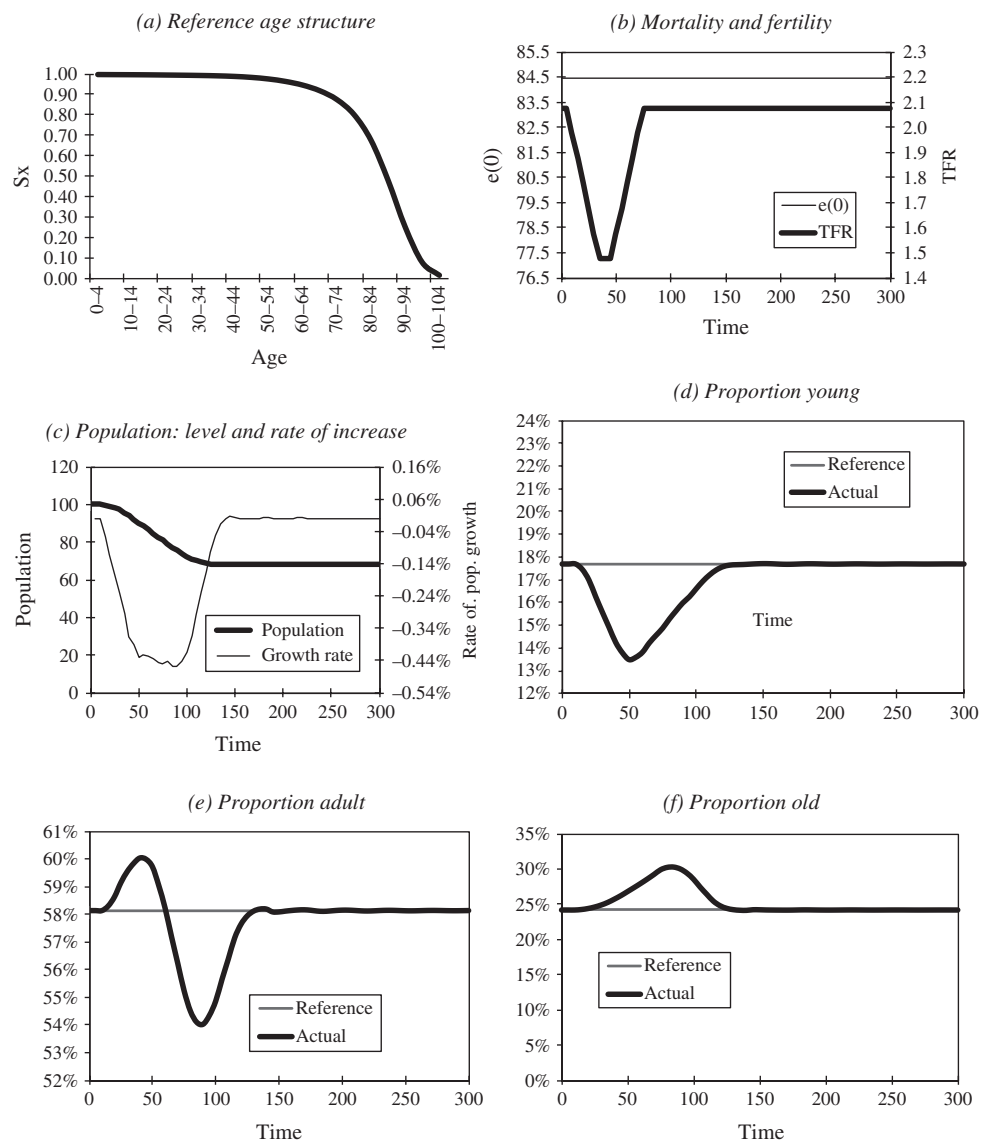 (a) Reference age structure
1.00
0.90
0.80
0.70
0.60
0.50
0.40
0.30
0.20
0.10
0.00
Sx
0–4
10–14
20–24
30–34
40–44
50–54
60–64
70–74
80–84
90–94
100–104
Age
(b) Mortality and fertility
85.5
84.5
83.5
82.5
81.5
80.5
79.5
78.5
77.5
76.5
e(0)
2.3
2.2
2.1
2.0
1.9
1.8
1.7
1.6
1.5
1.4
TFR
e(0)
TFR
0 50 100 150 200 250 300
Time
(c) Population: level and rate of increase
120
100
80
60
40
20
0
Population
0.16%
0.06%
–0.04%
–0.14%
–0.24%
–0.34%
–0.44%
–0.54%
Rate of. pop. growth
Population
Growth rate
0 50 100 150 200 250 300
Time
(d) Proportion young
24%
23%
22%
21%
20%
19%
18%
17%
16%
15%
14%
13%
12%
Reference
Actual
Time
0 50 100 150 200 250 300
(e) Proportion adult
61%
60%
59%
58%
57%
56%
55%
54%
53%
52%
Reference
Actual
0 50 100 150 200 250 300
Time
(f) Proportion old
35%
30%
25%
20%
15%
10%
5%
0%
Reference
Actual
0 50 100 150 200 250 300
Time